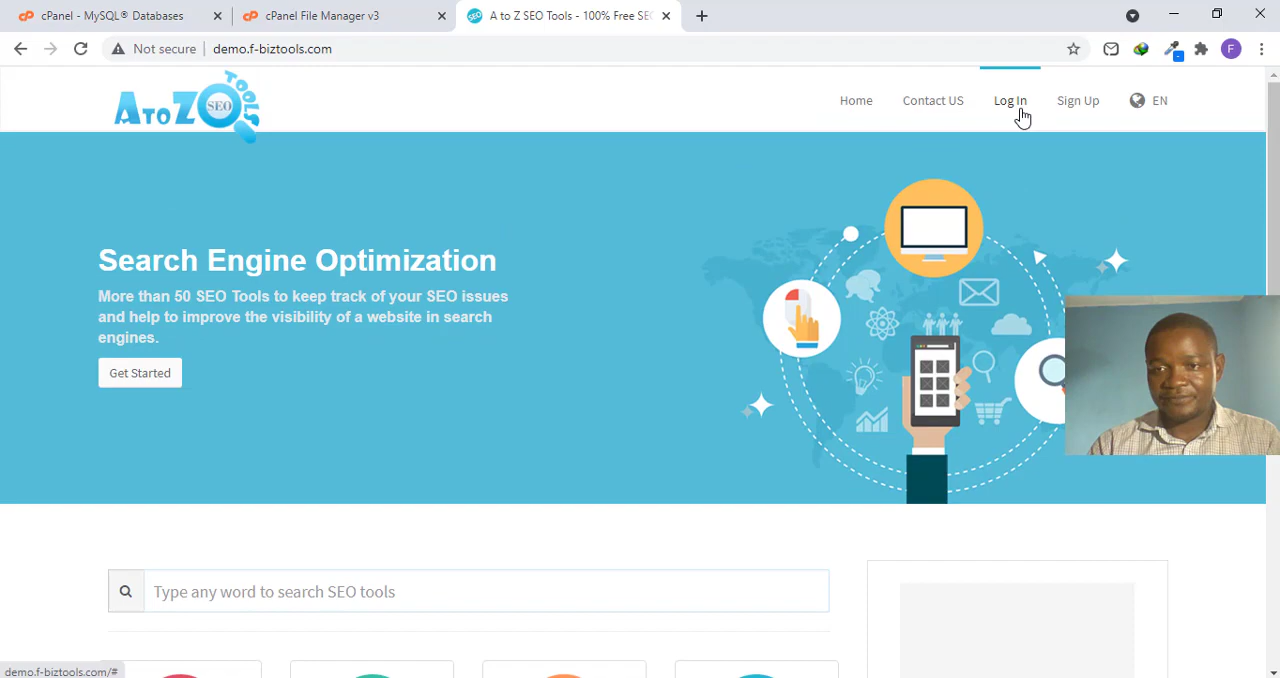 cPanel - MySQL® Databases
cPanel File Manager v3
A to Z SEO Tools - 100% Free SE
Not secure
demo.f-biztools.com
F
A TO Z SEO TOOLS
Home
Contact US
Log In
Sign Up
EN
Search Engine Optimization
More than 50 SEO Tools to keep track of your SEO issues
and help to improve the visibility of a website in search
engines.
Get Started
Type any word to search SEO tools
demo.f-biztools.com/#